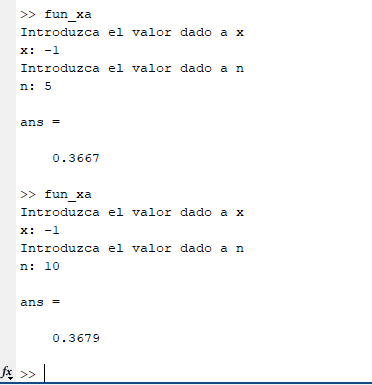 >> fun_xa
Introduzca el valor dado a x
x: -1
Introduzca el valor dado a n
n: 5
ans =
0.3667
>> fun_xa
Introduzca el valor dado a x
x: -1
Introduzca el valor dado a n
n: 10
ans =
0.3679
fx >>